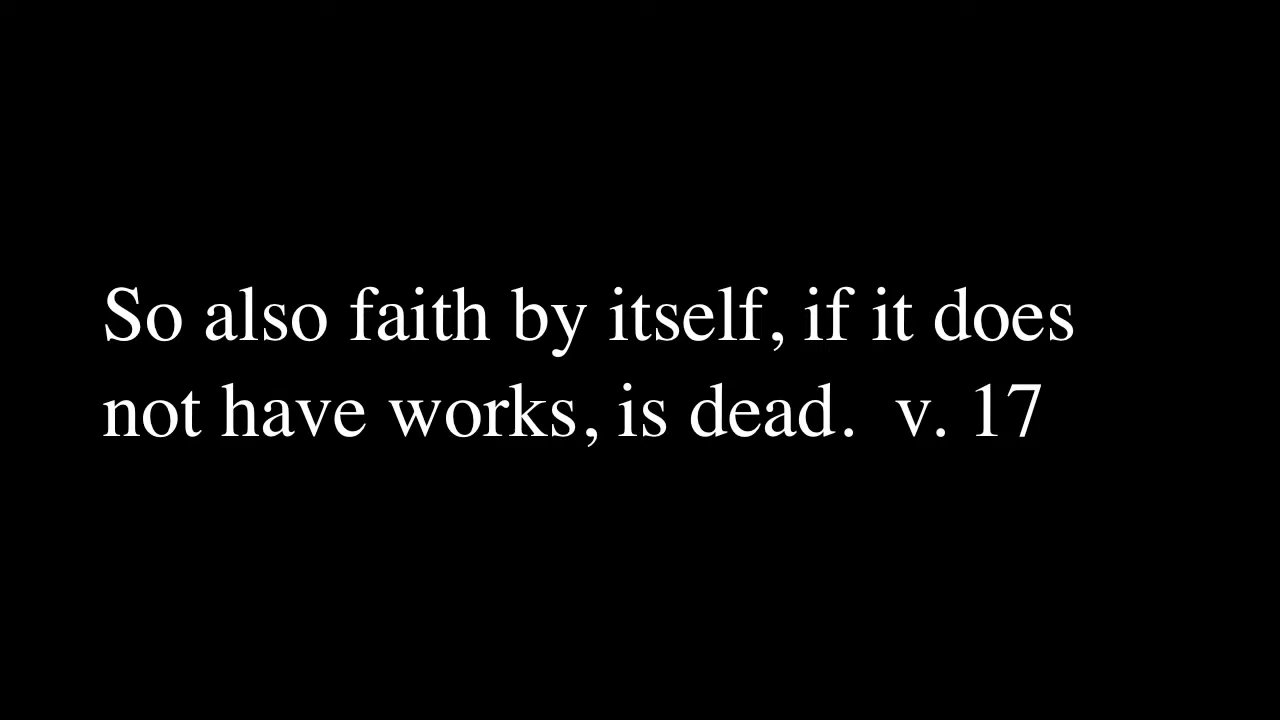 So also faith by itself, if it does
not have works, is dead.  v. 17